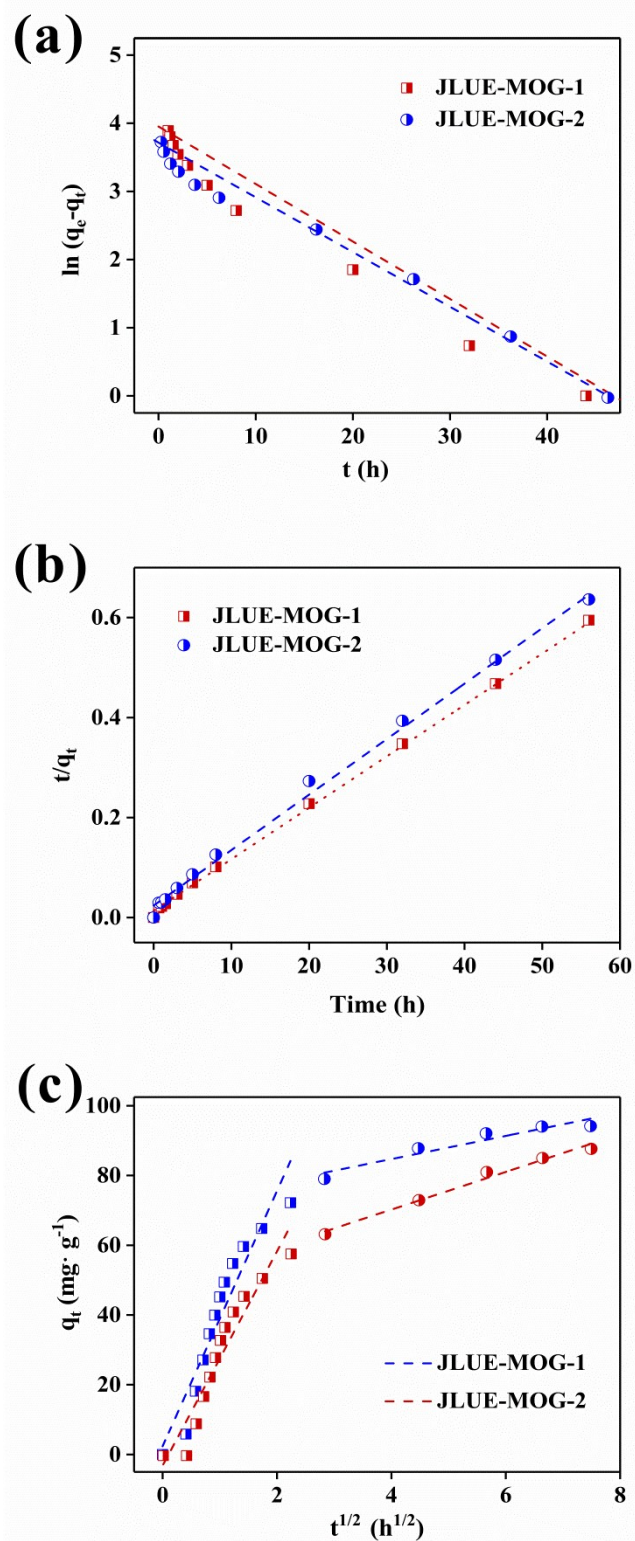 (a)
5
4
3
2
1
0
ln (qe-qt)
JLUE-MOG-1
JLUE-MOG-2
0 20 40
t (h)
(b)
0.6
0.4
0.2
0.0
t/qt
JLUE-MOG-1
JLUE-MOG-2
0 10 20 30 40 50 60
Time (h)
(c)
100
80
60
40
20
0
qt (mg· g-1)
JLUE-MOG-1
JLUE-MOG-2
0 2 4 6 8
t1/2 (h1/2)